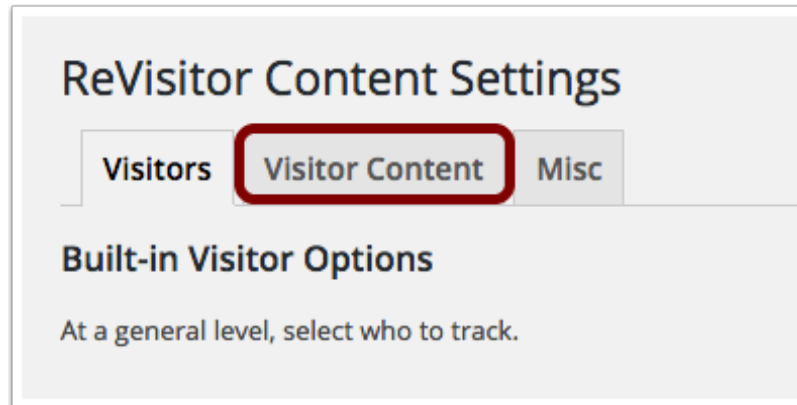 ReVisitor Content Settings
Visitors Visitor Content Misc
Built-in Visitor Options
At a general level, select who to track.